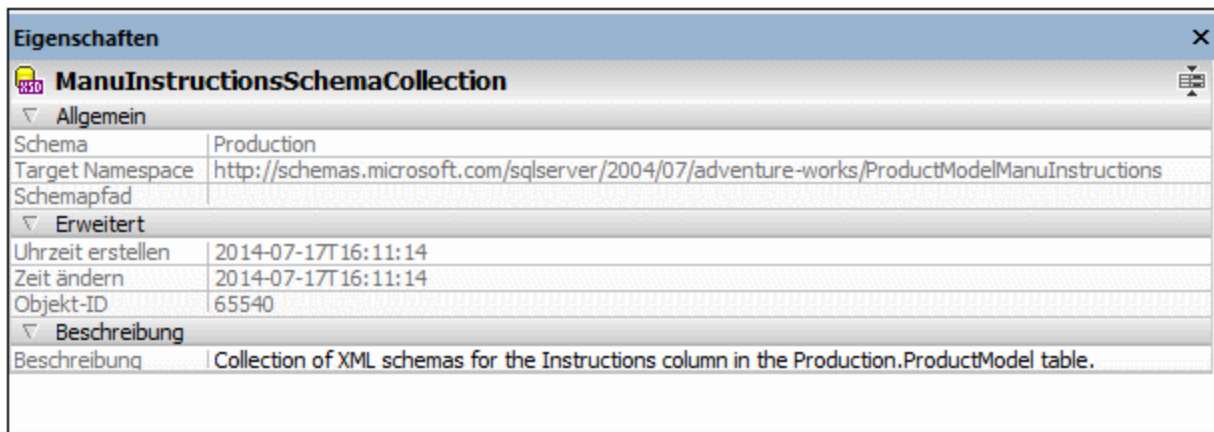 Eigenschaften
XSD ManuInstructionsSchemaCollection
Allgemein
Schema Production
Target Namespace http://schemas.microsoft.com/sqlserver/2004/07/adventure-works/ProductModelManuInstructions
Schemapfad
Erweitert
Uhrzeit erstellen 2014-07-17T16:11:14
Zeit ändern 2014-07-17T16:11:14
Objekt-ID 65540
Beschreibung
Beschreibung Collection of XML schemas for the Instructions column in the Production.ProductModel table.